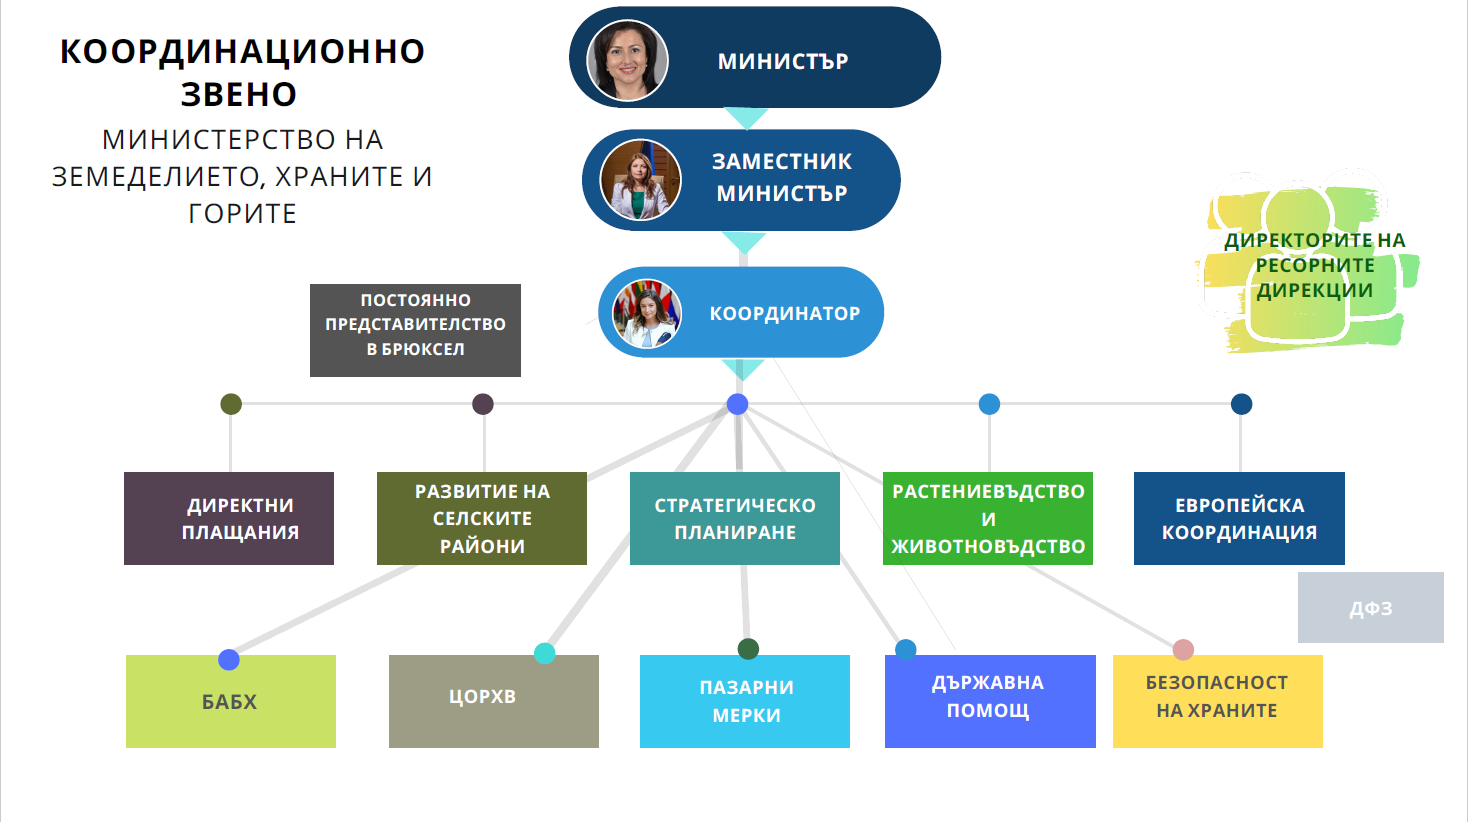 КООРДИНАЦИОННО
ЗВЕНО
МИНИСТЕРСТВО НА
ЗЕМЕДЕЛИЕТО, ХРАНИТЕ И
ГОРИТЕ
МИНИСТЪР
ЗАМЕСТНИК
МИНИСТЪР
КООРДИНАТОР
ДИРЕКТОРИТЕ НА
РЕСОРНИТЕ
ДИРЕКЦИИ
ПОСТОЯННО
ПРЕДСТАВИТЕЛСТВО
В БРЮКСЕЛ
ДИРЕКТНИ
ПЛАЩАНИЯ
РАЗВИТИЕ НА
СЕЛСКИТЕ
РАЙОНИ
СТРАТЕГИЧЕСКО
ПЛАНИРАНЕ
РАСТЕНИЕВЪДСТВО
И
ЖИВОТНОВЪДСТВО
ЕВРОПЕЙСКА
КООРДИНАЦИЯ
ДФЗ
БАБХ
ЦОРХВ
ПАЗАРНИ
МЕРКИ
ДЪРЖАВНА
ПОМОЩ
БЕЗОПАСНОСТ
НА ХРАНИТЕ